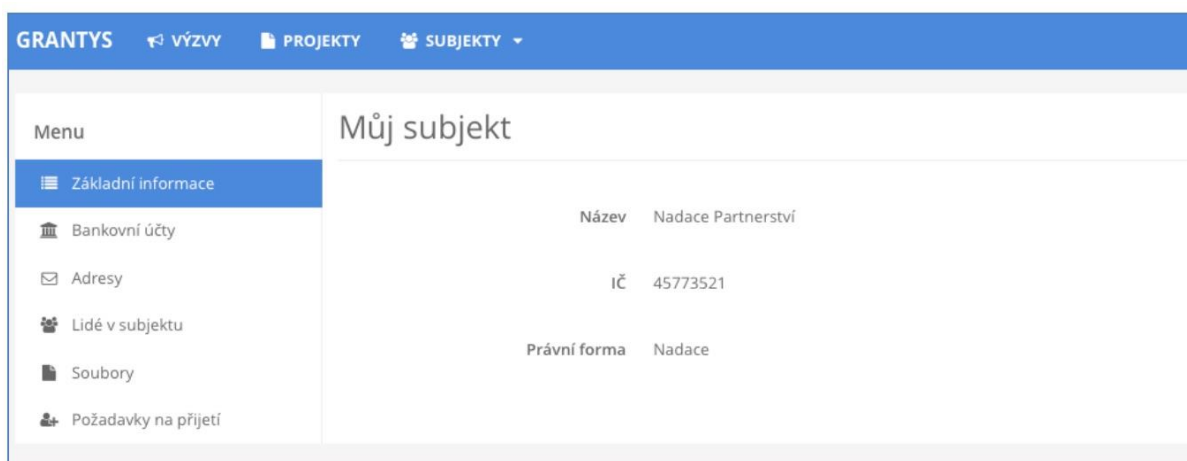 GRANTYS VÝZVY PROJEKTY SUBJEKTY
Menu
Základní informace
Bankovní účty
Adresy
Lidé v subjektu
Soubory
Požadavky na přijetí
Můj subjekt
Název Nadace Partnerství
IČ 45773521
Právní forma Nadace